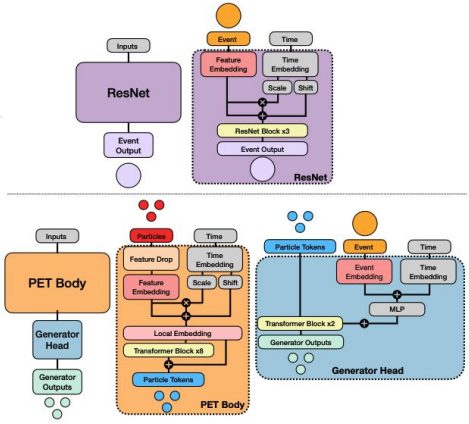 Inputs
ResNet
Event
Output
Event
Time
Feature
Embedding
Time
Embedding
Scale
Shift
ResNet Block x3
Event Output
ResNet
Inputs
PET Body
Generator
Head
Generator
Outputs
Particles
Time
Feature Drop
Time
Embedding
Feature
Embedding
Scale
Shift
Local Embedding
Transformer Block x8
Particle Tokens
PET Body
Particle Tokens
Event
Time
Event
Embedding
Time
Embedding
MLP
Transformer Block x2
Generator Outputs
Generator Head